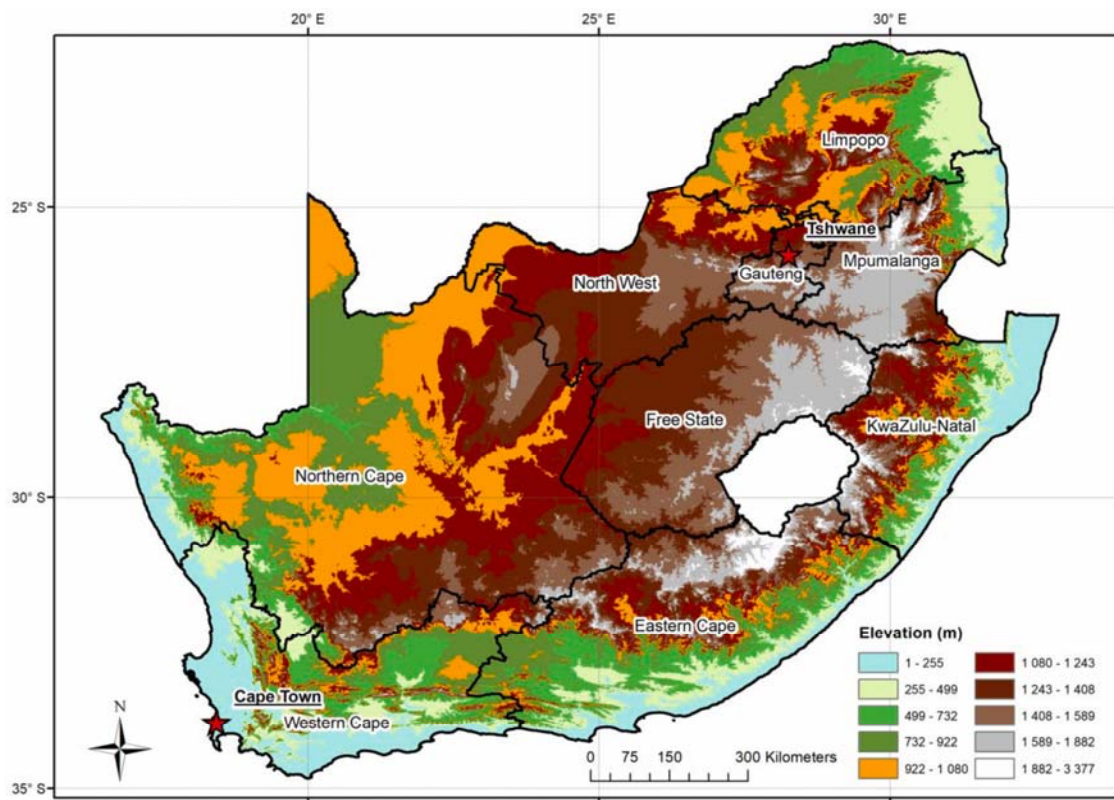 20° E 25° E 30° E
Limpopo
25° S 25° S
Tshwane
Mpumalanga
Gauteng
North West
Free State
KwaZulu-Natal
Northern Cape
30° S 30° S
Eastern Cape
Elevation (m)
1 - 255 1 080 - 1 243
255 - 499 1 243 - 1 408
499 - 732 1 408 - 1 589
732 - 922 1 589 - 1 882
922 - 1 080 1 882 - 3 377
Cape Town
Western Cape
N
0 75 150 300 Kilometers
35° S 35° S